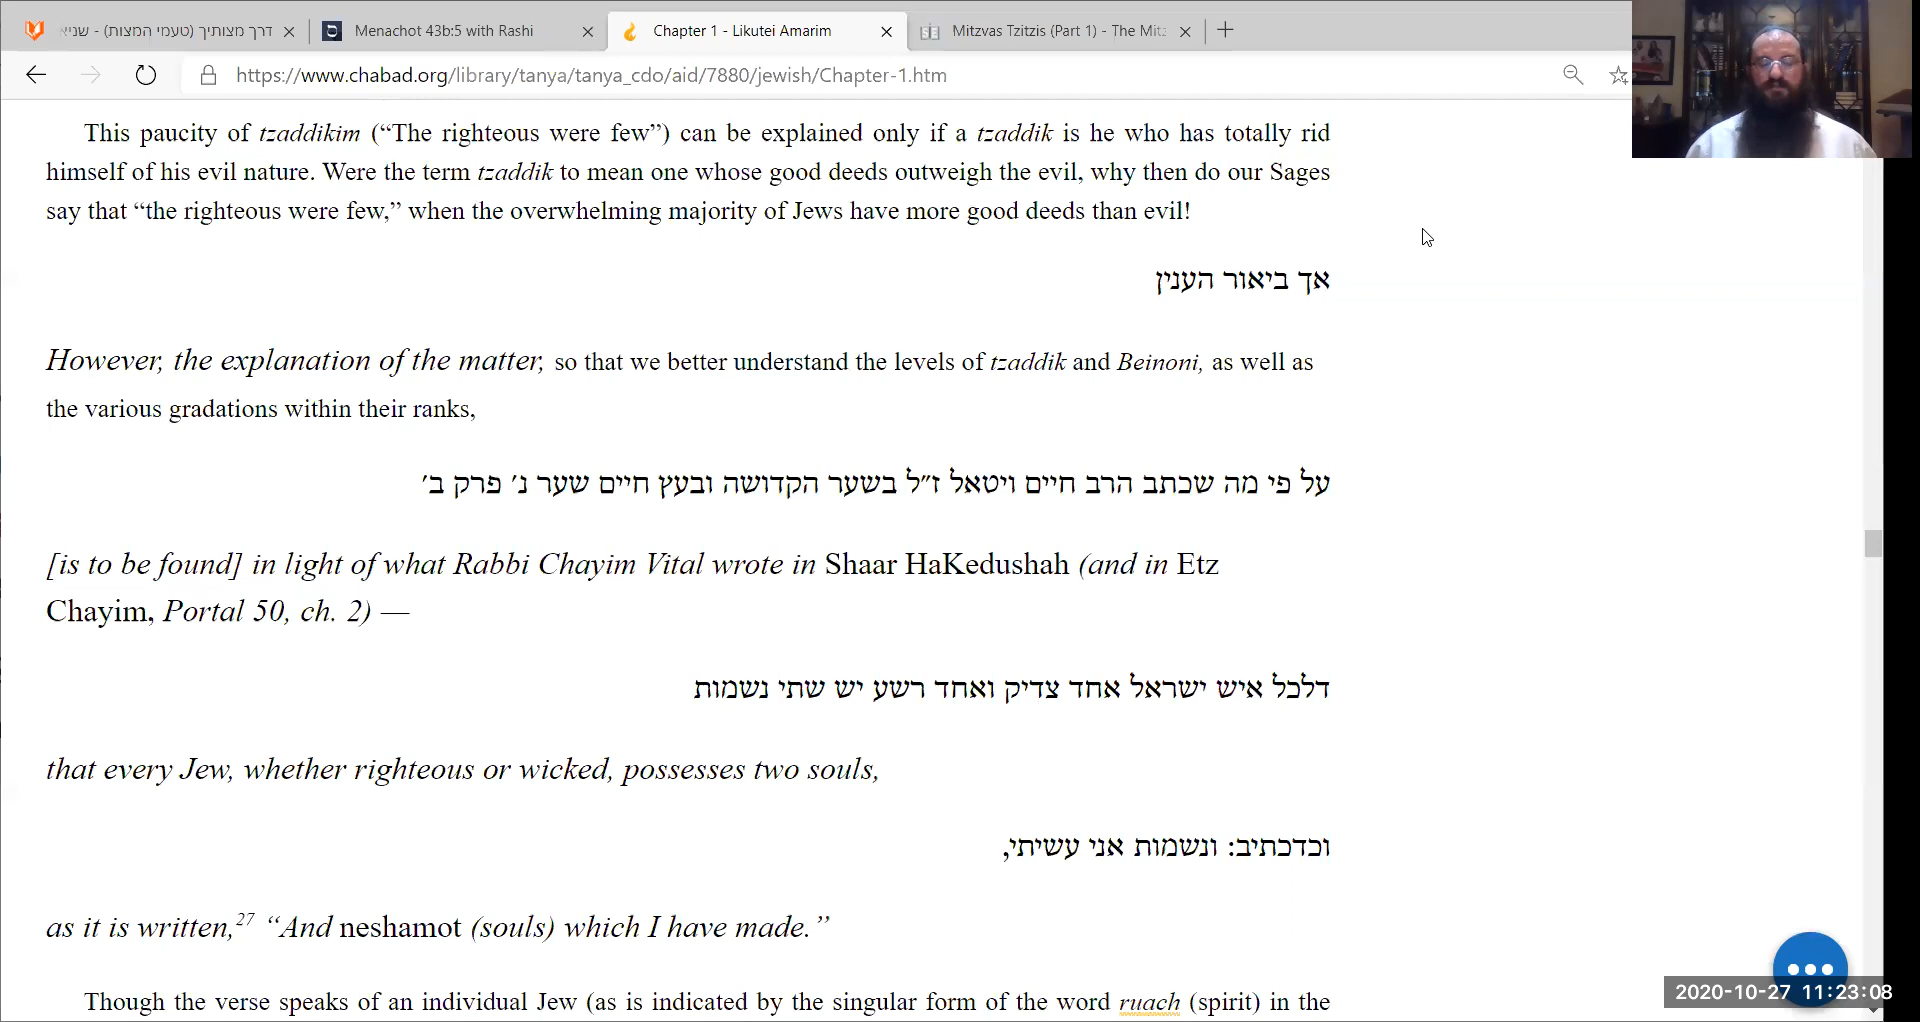 דרך מצותיך (טעמי המצות) - שניא
Menachot 43b:5 with Rashi
Chapter 1 - Likutei Amarim
Mitzvas Tzitzis (Part 1) - The Mit
https://www.chabad.org/library/tanya/tanya_cdo/aid/7880/jewish/Chapter-1.htm
This paucity of tzaddikim (“The righteous were few”) can be explained only if a tzaddik is he who has totally rid
himself of his evil nature. Were the term tzaddik to mean one whose good deeds outweigh the evil, why then do our Sages
say that “the righteous were few,” when the overwhelming majority of Jews have more good deeds than evil!
אך ביאור הענין
However, the explanation of the matter, so that we better understand the levels of tzaddik and Beinoni, as well as
the various gradations within their ranks,
על פי מה שכתב הרב חיים ויטאל ז״ל בשער הקדושה ובעץ חיים שער נ׳ פרק ב׳
[is to be found] in light of what Rabbi Chayim Vital wrote in Shaar HaKedushah (and in Etz
Chayim, Portal 50, ch. 2) —
דלכל איש ישראל אחד צדיק ואחד רשע יש שתי נשמות
that every Jew, whether righteous or wicked, possesses two souls,
וכדכתיב: ונשמות אני עשיתי,
as it is written,27 “And neshamot (souls) which I have made.”
Though the verse speaks of an individual Jew (as is indicated by the singular form of the word ruach (spirit) in the
2020-10-27 11:23:08